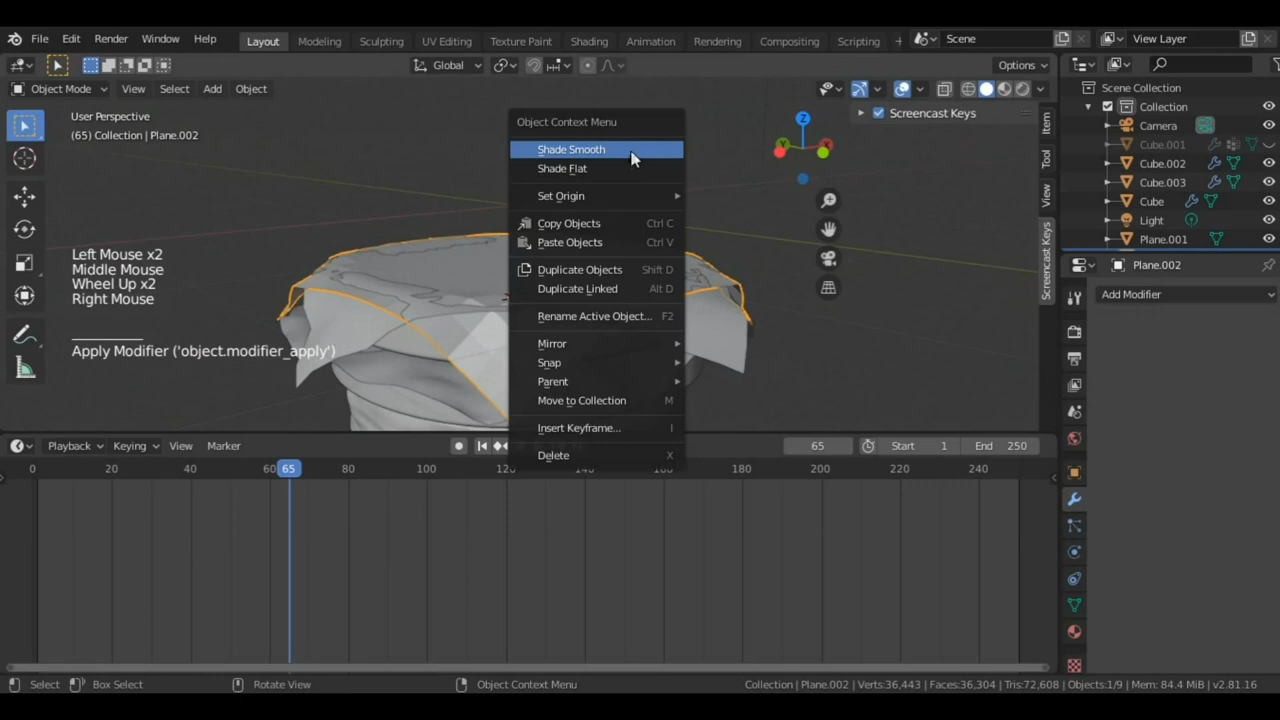 File Edit Render Window Help Layout Modeling Sculpting UV Editing Texture Paint Shading Animation Rendering Compositing Scripting Scene View Layer
Global Options
Object Mode View Select Add Object
User Perspective
(65) Collection | Plane.002
Screencast Keys
Z
Item
Tool
View
Screencast Keys
Object Context Menu
Shade Smooth
Shade Flat
Set Origin
Copy Objects Ctrl C
Paste Objects Ctrl V
Duplicate Objects Shift D
Duplicate Linked Alt D
Rename Active Object... F2
Mirror
Snap
Parent
Move to Collection M
Insert Keyframe... I
Delete X
Left Mouse x2
Middle Mouse
Wheel Up x2
Right Mouse
Apply Modifier ('object.modifier_apply')
Scene Collection
Collection
Camera
Cube.001
Cube.002
Cube.003
Cube
Light
Plane.001
Plane.002
Add Modifier
Playback Keying View Marker 65 Start 1 End 250
0 20 40 60 65 80 100 120 140 160 180 200 220 240
Select Box Select Rotate View Object Context Menu Collection | Plane.002 | Verts:36,443 | Faces:36,304 | Tris:72,608 | Objects:1/9 | Mem: 84.4 MiB | v2.81.16